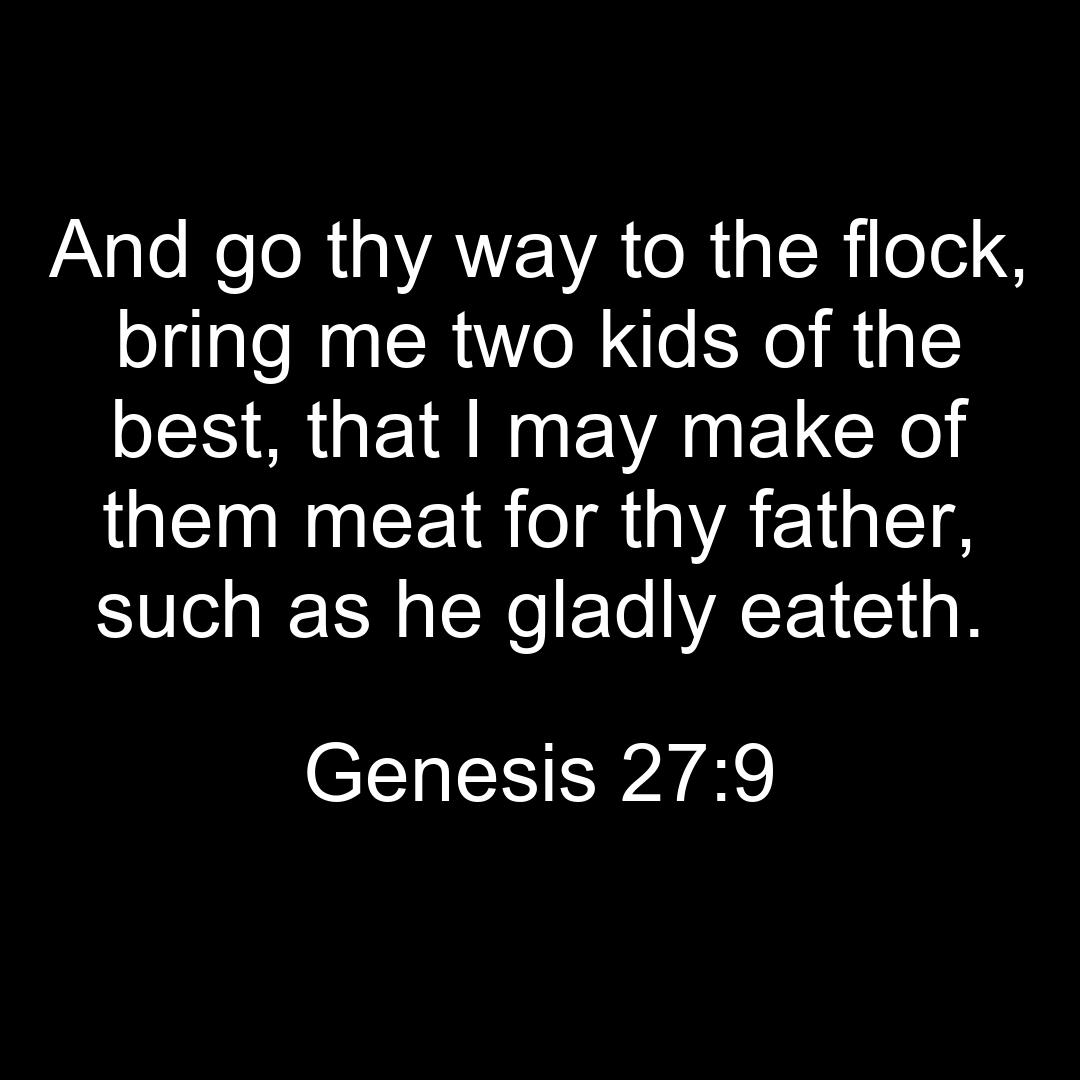 And go thy way to the flock,
bring me two kids of the
best, that I may make of
them meat for thy father,
such as he gladly eateth.
Genesis 27:9